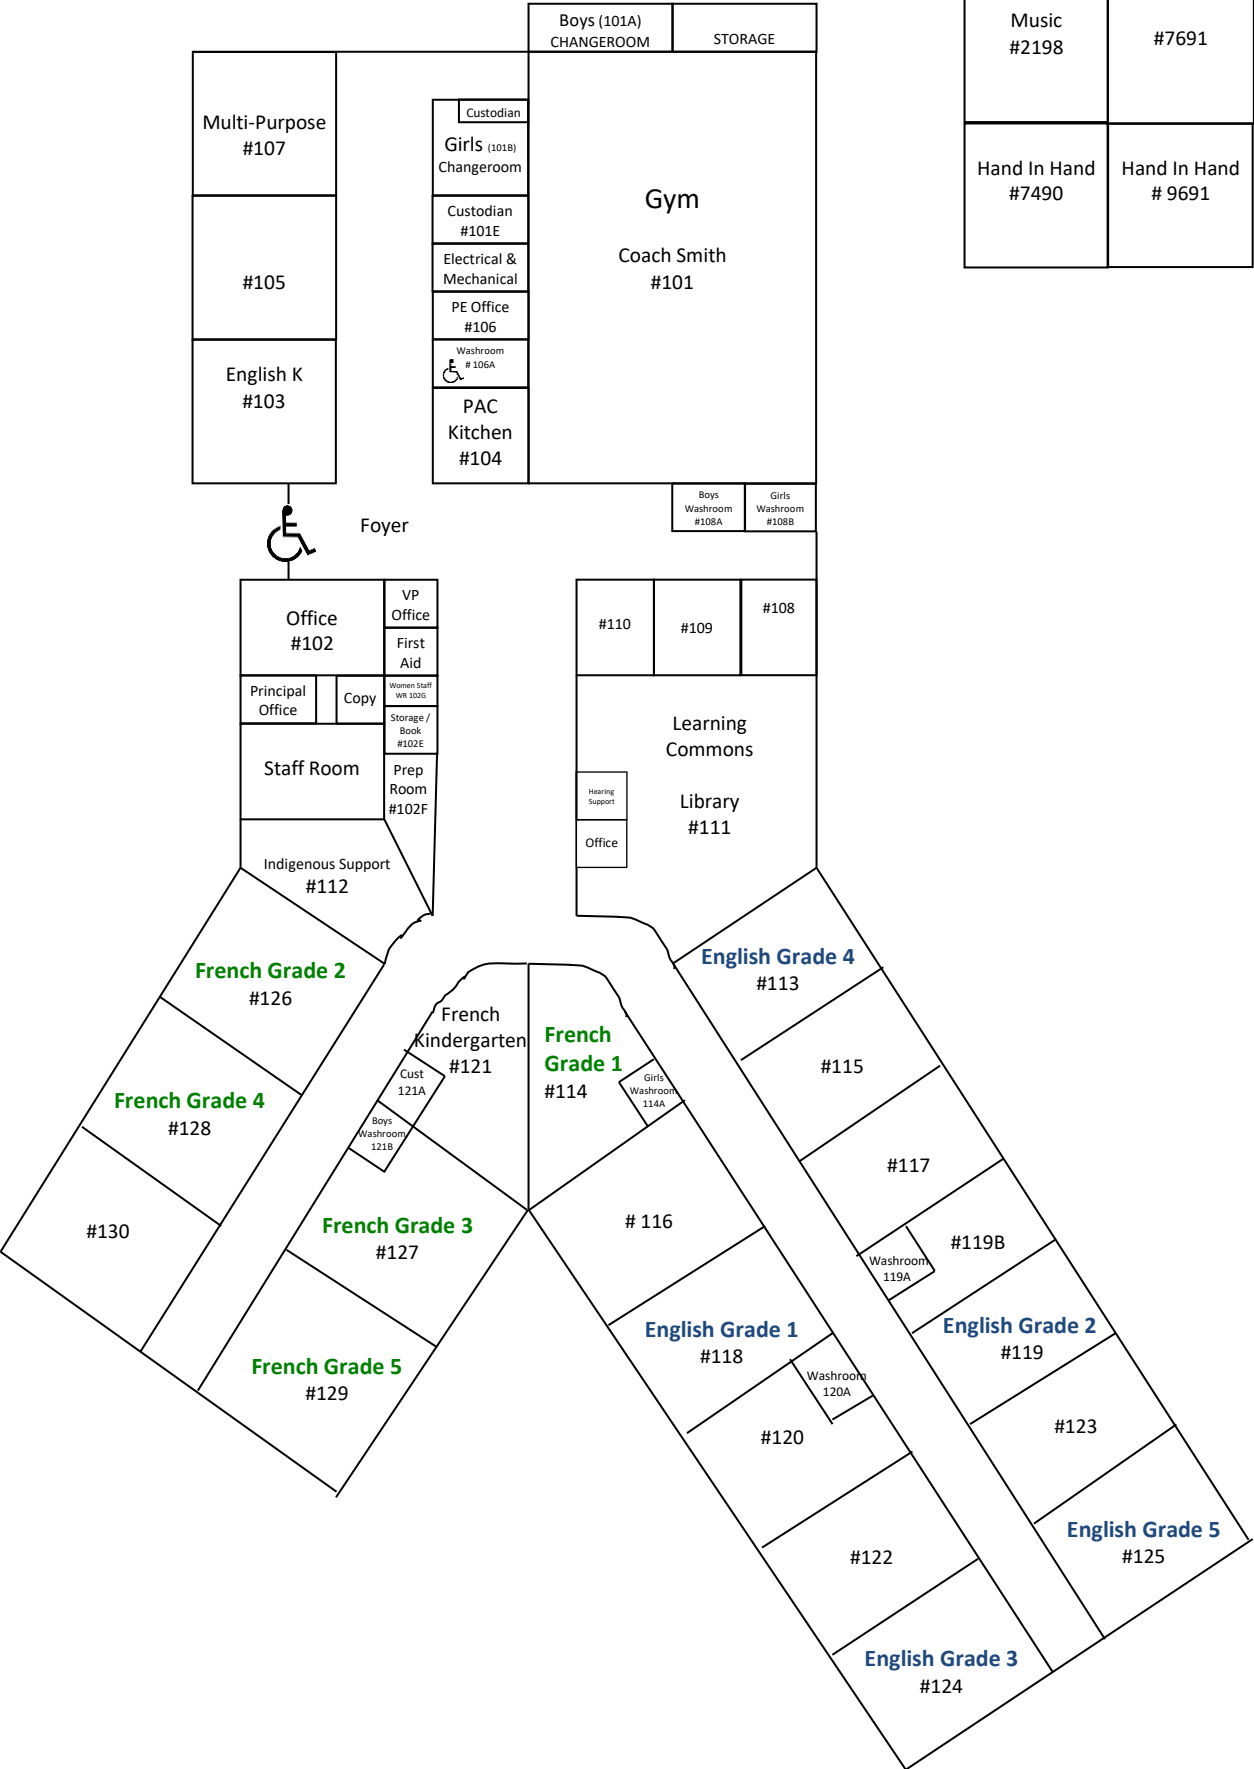 Boys (101A)
CHANGEROOM
STORAGE
Music
#2198
#7691
Hand In Hand
#7490
Hand In Hand
# 9691
Multi-Purpose
#107
#105
English K
#103
Custodian
Girls (101B)
Changeroom
Custodian
#101E
Electrical &
Mechanical
PE Office
#106
Washroom
# 106A
PAC
Kitchen
#104
Gym
Coach Smith
#101
Boys
Washroom
#108A
Girls
Washroom
#108B
Foyer
Office
#102
VP
Office
First
Aid
Principal
Office
Copy
Women Staff
WR 102G
Storage /
Book
#102E
Staff Room
Prep
Room
#102F
Indigenous Support
#112
#110
#109
#108
Learning
Commons
Library
#111
Hearing
Support
Office
French Grade 2
#126
French Grade 4
#128
#130
French
Kindergarten
#121
Cust
121A
Boys
Washroom
121B
French Grade 3
#127
French Grade 5
#129
French
Grade 1
#114
Girls
Washroom
114A
# 116
English Grade 1
#118
Washroom
120A
#120
#122
English Grade 3
#124
English Grade 4
#113
#115
#117
#119B
Washroom
119A
English Grade 2
#119
#123
English Grade 5
#125